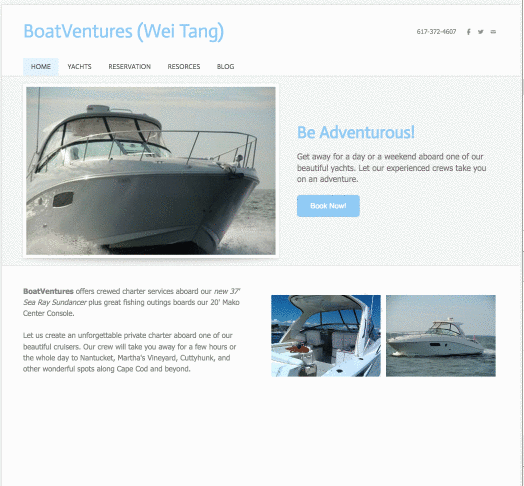 BoatVentures (Wei Tang)
617-372-4607
HOME YACHTS RESERVATION RESORCES BLOG
Be Adventurous!
Get away for a day or a weekend aboard one of our
beautiful yachts. Let our experienced crews take you
on an adventure.
Book Now!
BoatVentures offers crewed charter services aboard our new 37'
Sea Ray Sundancer plus great fishing outings boards our 20' Mako
Center Console.
Let us create an unforgettable private charter aboard one of our
beautiful cruisers. Our crew will take you away for a few hours or
the whole day to Nantucket, Martha's Vineyard, Cuttyhunk, and
other wonderful spots along Cape Cod and beyond.